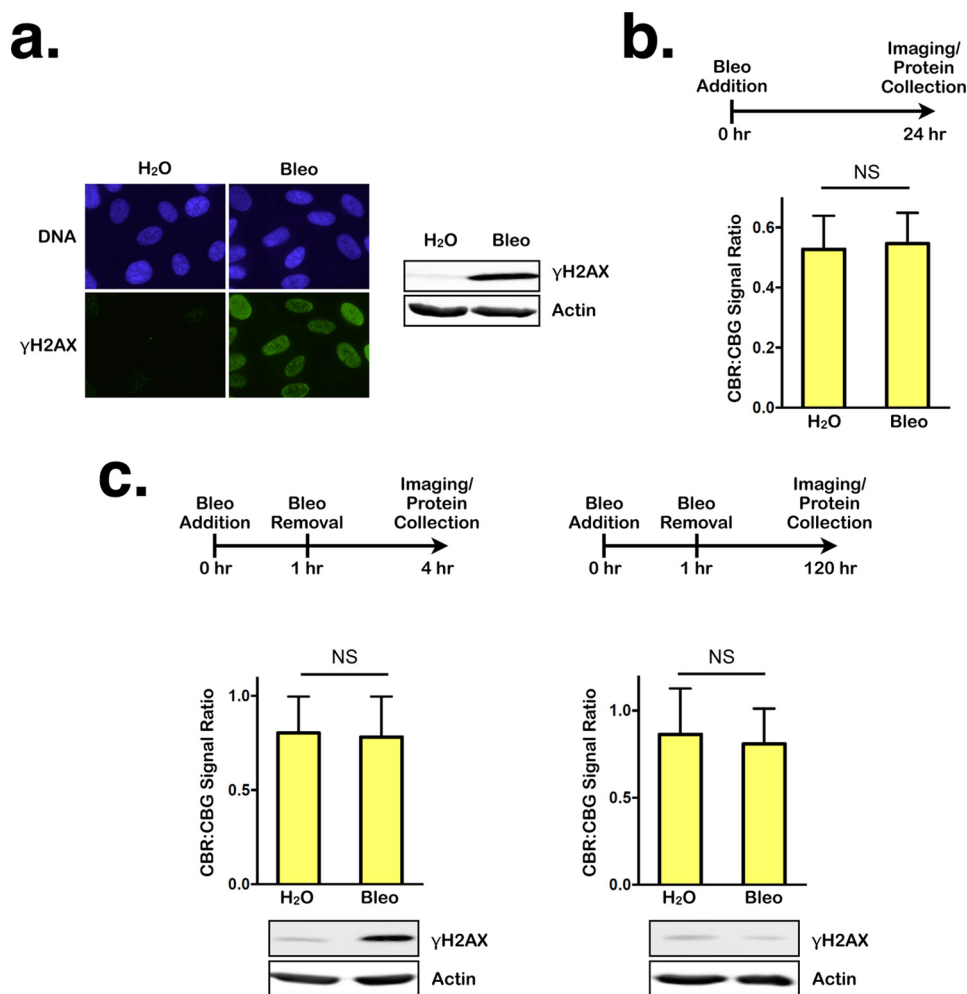 a.
H₂O Bleo
DNA
γH2AX
H₂O Bleo
γH2AX
Actin
b.
Bleo
Addition
Imaging/
Protein
Collection
0 hr 24 hr
NS
CBR:CBG Signal Ratio
0.6
0.4
0.2
0.0
H₂O Bleo
c.
Bleo
Addition
Bleo
Removal
Imaging/
Protein
Collection
0 hr 1 hr 4 hr
NS
CBR:CBG Signal Ratio
1.0
0.5
0.0
H₂O Bleo
γH2AX
Actin
Bleo
Addition
Bleo
Removal
Imaging/
Protein
Collection
0 hr 1 hr 120 hr
NS
CBR:CBG Signal Ratio
1.0
0.5
0.0
H₂O Bleo
γH2AX
Actin